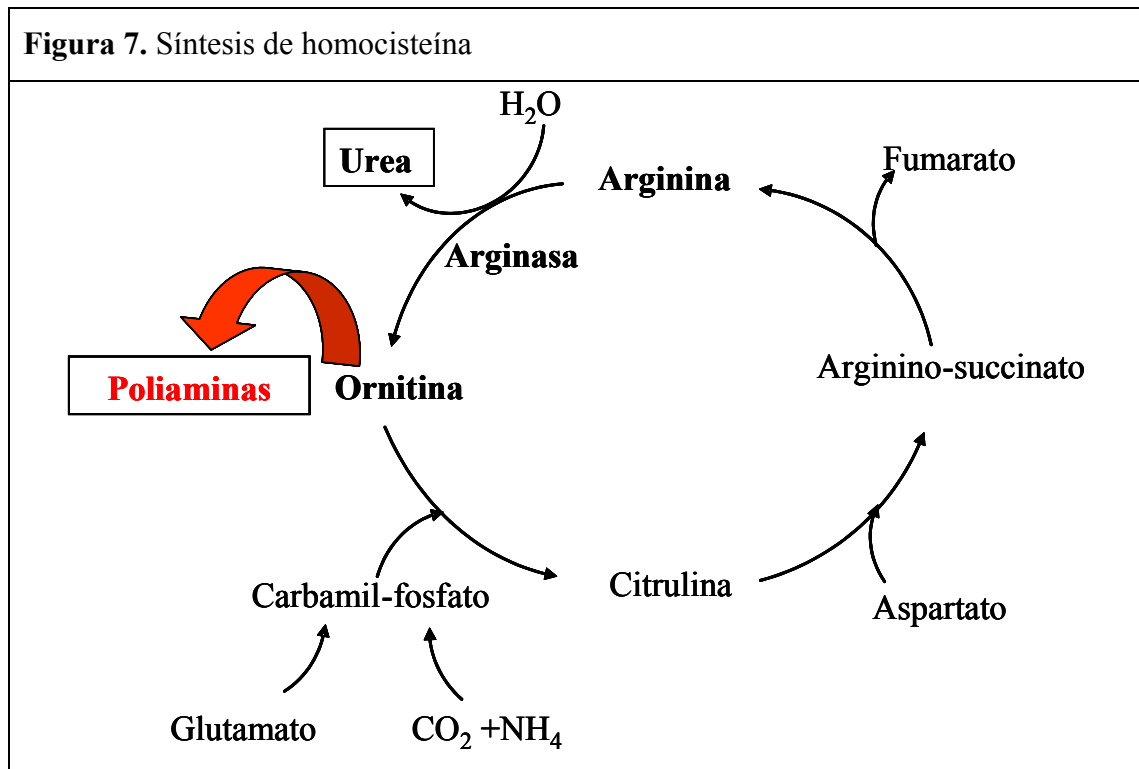 Figura 7. Síntesis de homocisteína
H₂O
Urea
Arginina
Fumarato
Arginasa
Arginino-succinato
Poliaminas
Ornitina
Carbamil-fosfato
Citrulina
Aspartato
Glutamato
CO₂ +NH₄